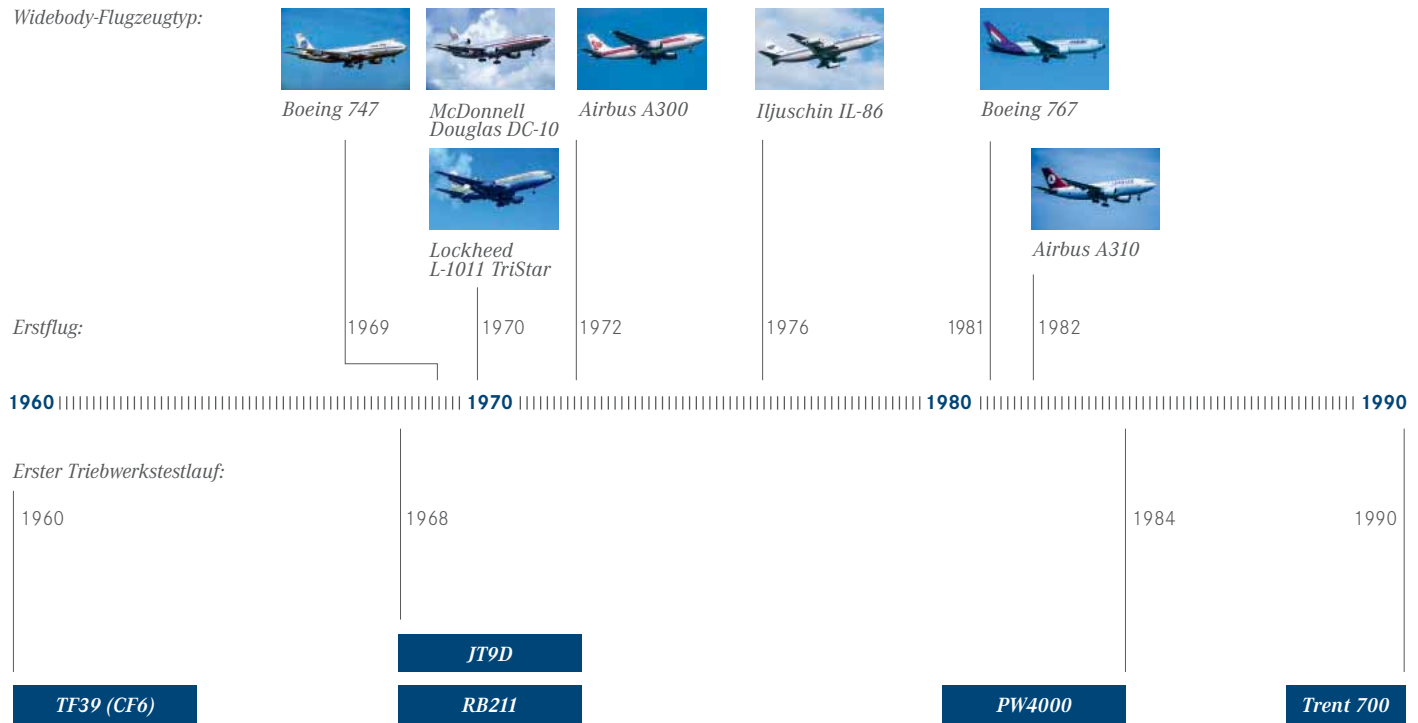 Widebody-Flugzeugtyp:
Boeing 747
McDonnell
Douglas DC-10
Airbus A300
Iljuschin IL-86
Boeing 767
Lockheed
L-1011 TriStar
Airbus A310
Erstflug:
1969
1970
1972
1976
1981
1982
1960
1970
1980
1990
Erster Triebwerkstestlauf:
1960
1968
1984
1990
JT9D
TF39 (CF6)
RB211
PW4000
Trent 700